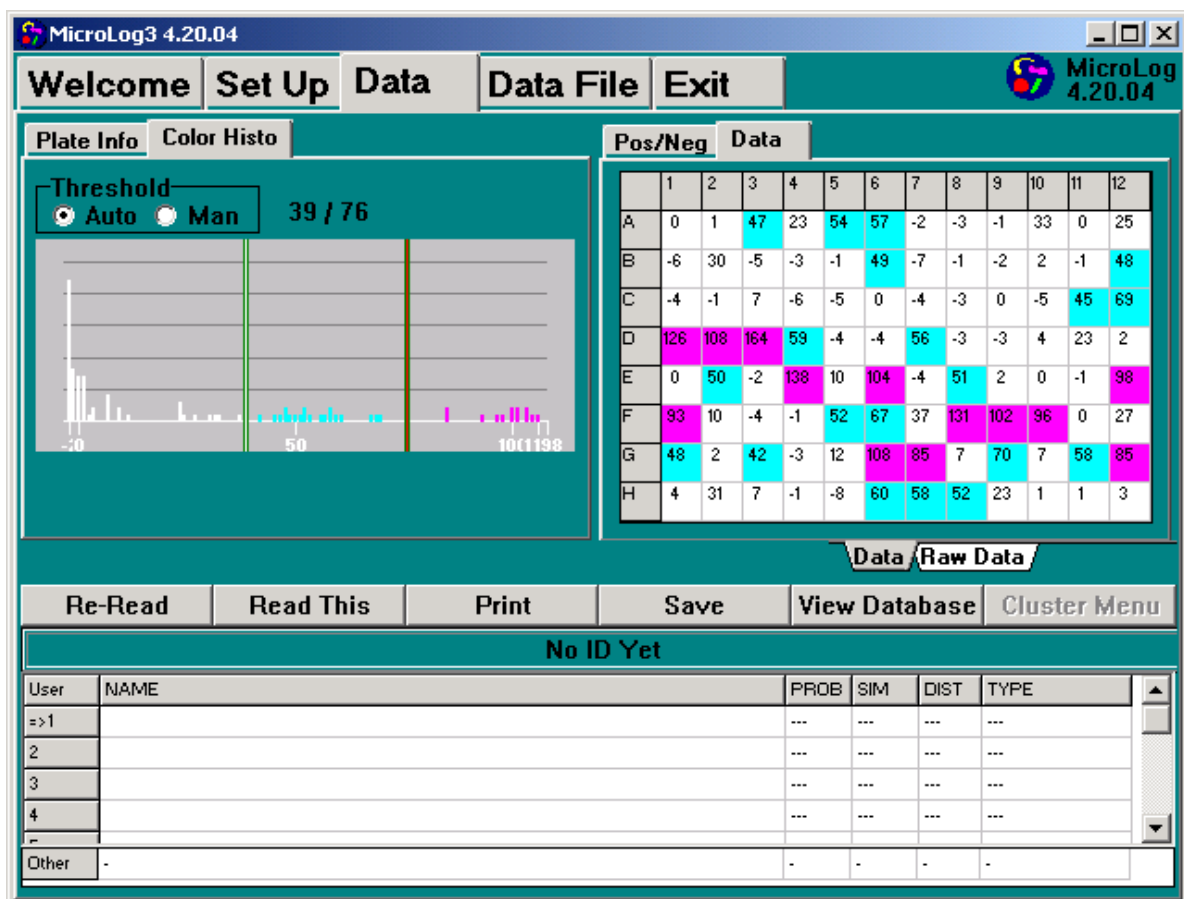 MicroLog3 4.20.04
Welcome Set Up Data Data File Exit
MicroLog
4.20.04
Plate Info Color Histo
Threshold
Auto Man 39 / 76
-20 50 10(1198
Pos/Neg Data
1 2 3 4 5 6 7 8 9 10 11 12
A 0 1 47 23 54 57 -2 -3 -1 33 0 25
B -6 30 -5 -3 -1 49 -7 -1 -2 2 -1 48
C -4 -1 7 -6 -5 0 -4 -3 0 -5 45 69
D 126 108 164 59 -4 -4 56 -3 -3 4 23 2
E 0 50 -2 138 10 104 -4 51 2 0 -1 98
F 93 10 -4 -1 52 67 37 131 102 96 0 27
G 48 2 42 -3 12 108 85 7 70 7 58 85
H 4 31 7 -1 -8 60 58 52 23 1 1 3
Data Raw Data
Re-Read Read This Print Save View Database Cluster Menu
No ID Yet
User NAME PROB SIM DIST TYPE
=>1 --- --- --- ---
2 --- --- --- ---
3 --- --- --- ---
4 --- --- --- ---
Other - - - - -